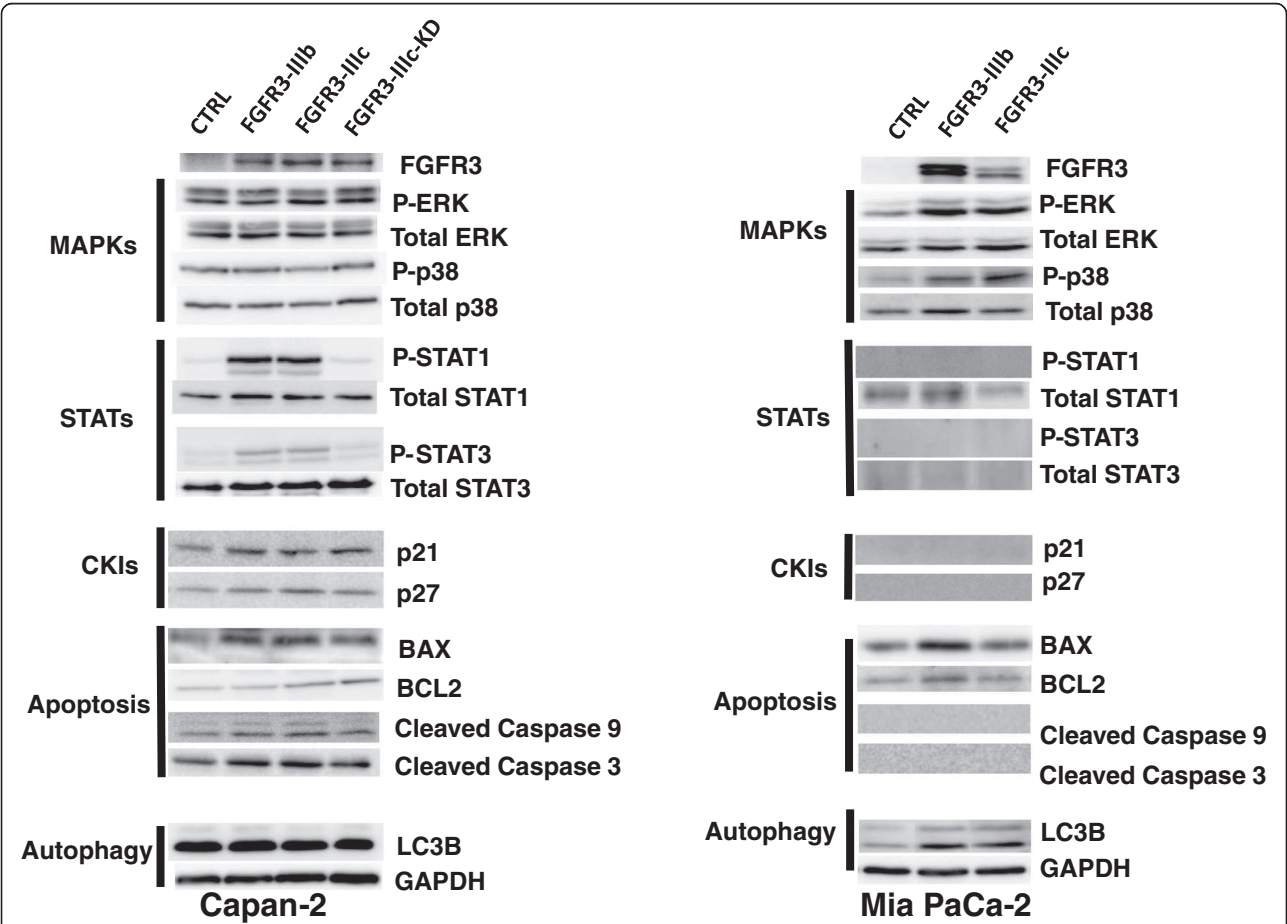 CTRL
FGFR3-IIIb
FGFR3-IIIc
FGFR3-IIIc-KD
FGFR3
MAPKs
P-ERK
Total ERK
P-p38
Total p38
STATs
P-STAT1
Total STAT1
P-STAT3
Total STAT3
CKIs
p21
p27
Apoptosis
BAX
BCL2
Cleaved Caspase 9
Cleaved Caspase 3
Autophagy
LC3B
GAPDH
Capan-2
CTRL
FGFR3-IIIb
FGFR3-IIIc
FGFR3
MAPKs
P-ERK
Total ERK
P-p38
Total p38
STATs
P-STAT1
Total STAT1
P-STAT3
Total STAT3
CKIs
p21
p27
Apoptosis
BAX
BCL2
Cleaved Caspase 9
Cleaved Caspase 3
Autophagy
LC3B
GAPDH
Mia PaCa-2